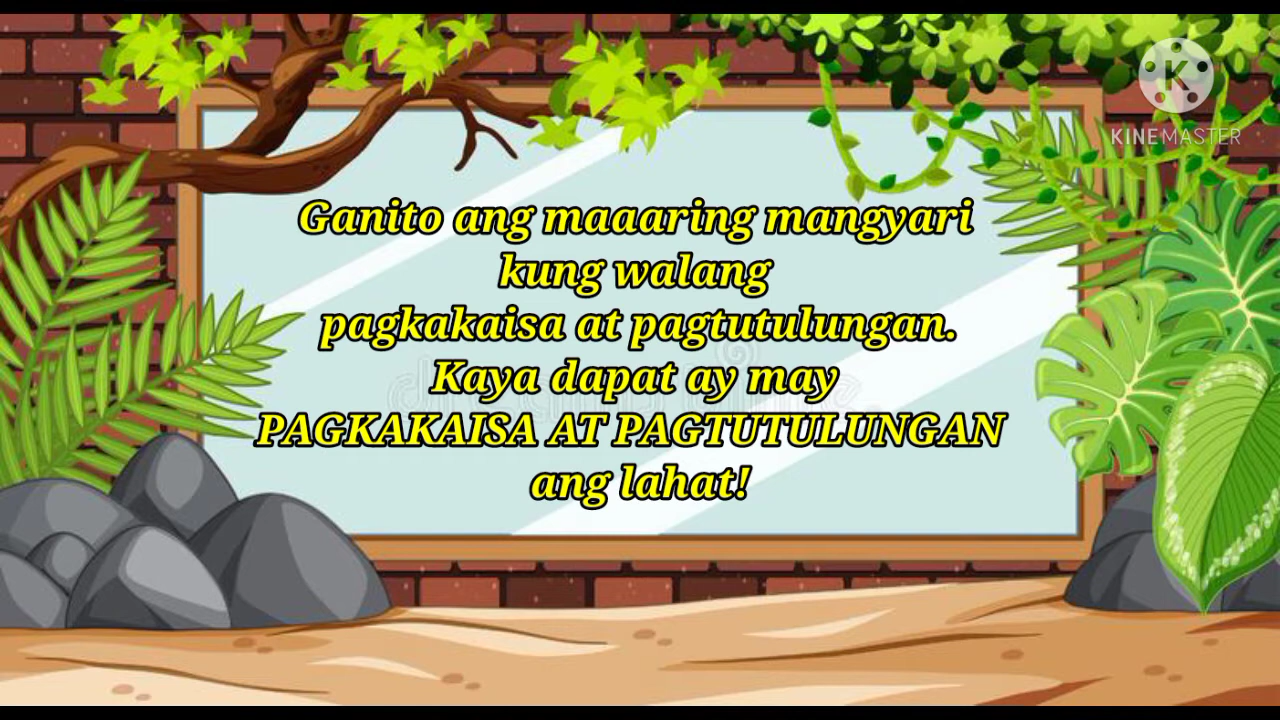 KINEMASTER
Ganito ang maaaring mangyari
kung walang
pagkakaisa at pagtutulungan.
Kaya dapat ay may
PAGKAKAISA AT PAGTUTULUNGAN
ang lahat!